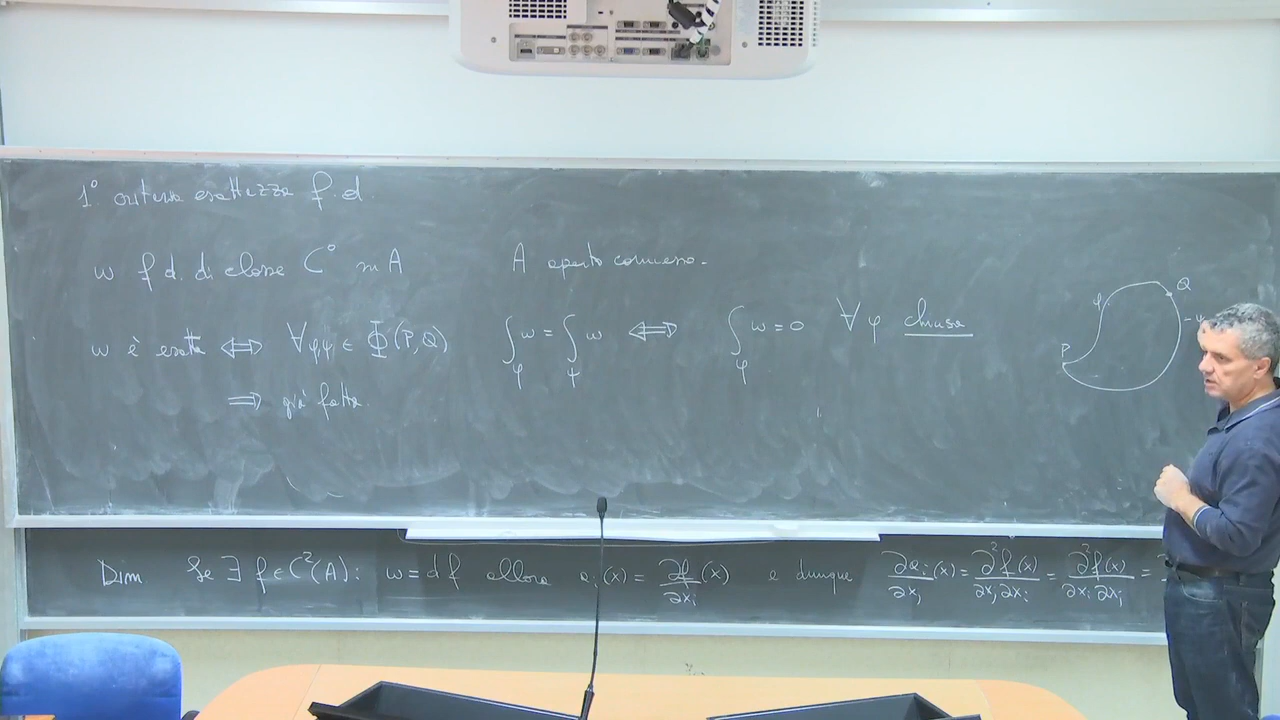 1° criterio esattezza f.d.
ω f.d. di classe C° in A    A aperto connesso.
ω è esatta ⟺ ∀φ,ψ ∈ Φ(P,Q)    ∫_φ ω = ∫_ψ ω ⟺ ∫_φ ω = 0    ∀φ chiusa
⟹ già fatta.
φ Q
P
Dim    Se ∃ f ∈ C²(A): ω = df allora a_i(x) = ∂f/∂x_i (x) e dunque ∂a_i/∂x_j (x) = ∂²f(x)/∂x_j∂x_i = ∂²f(x)/∂x_i∂x_j =